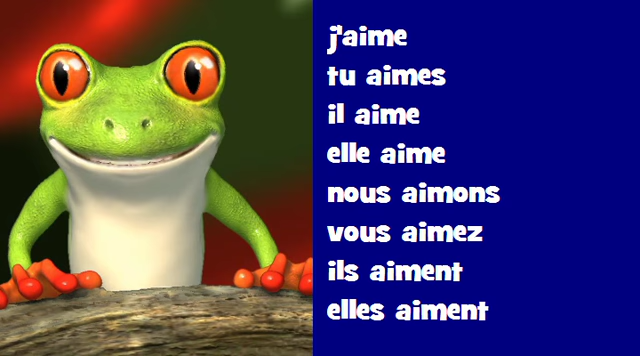 j'aime
tu aimes
il aime
elle aime
nous aimons
vous aimez
ils aiment
elles aiment